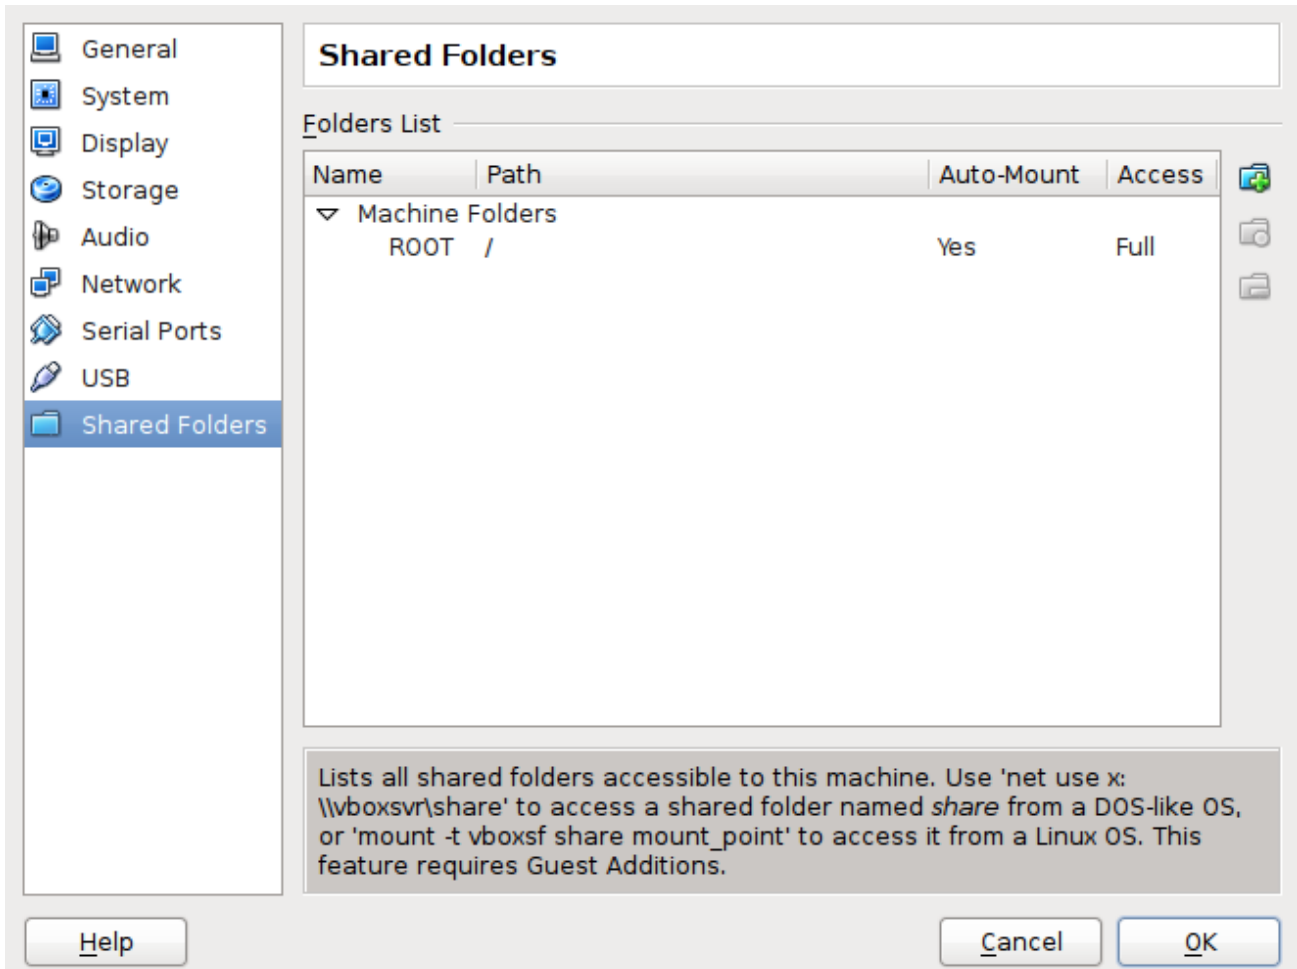 General
System
Display
Storage
Audio
Network
Serial Ports
USB
Shared Folders
Shared Folders
Folders List
Name Path Auto-Mount Access
Machine Folders
ROOT / Yes Full
Lists all shared folders accessible to this machine. Use 'net use x:
\\vboxsvr\share' to access a shared folder named share from a DOS-like OS,
or 'mount -t vboxsf share mount_point' to access it from a Linux OS. This
feature requires Guest Additions.
Help Cancel OK